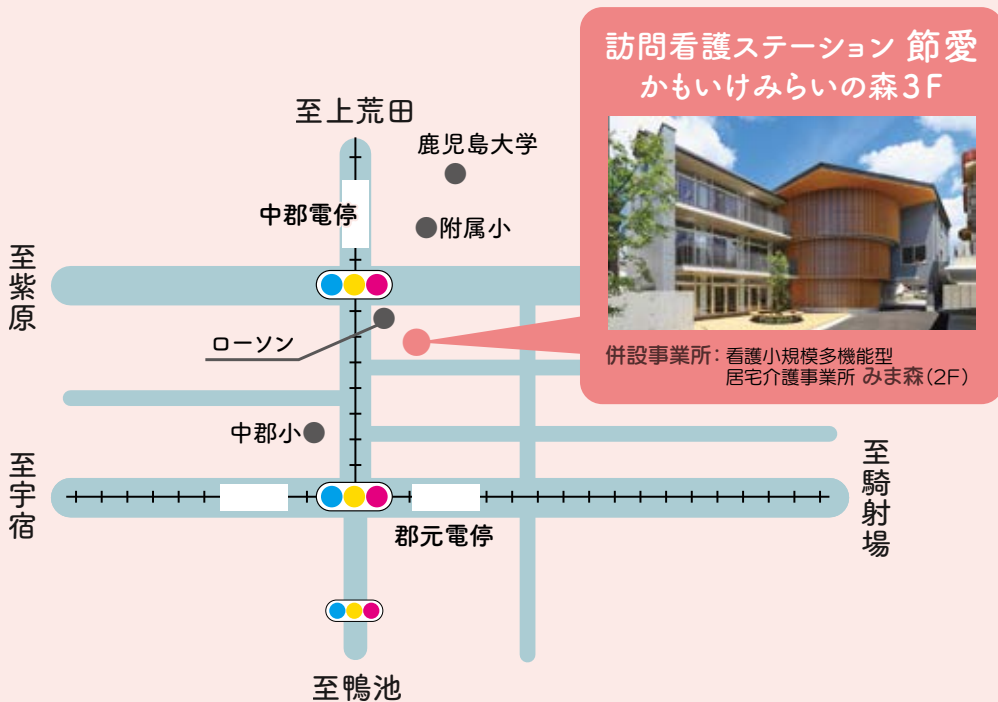 訪問看護ステーション 節愛
かもいけみらいの森3F
併設事業所：看護小規模多機能型
居宅介護事業所 みま森(2F)
至上荒田
鹿児島大学
中郡電停
附属小
至紫原
ローソン
中郡小
至宇宿
至騎射場
郡元電停
至鴨池